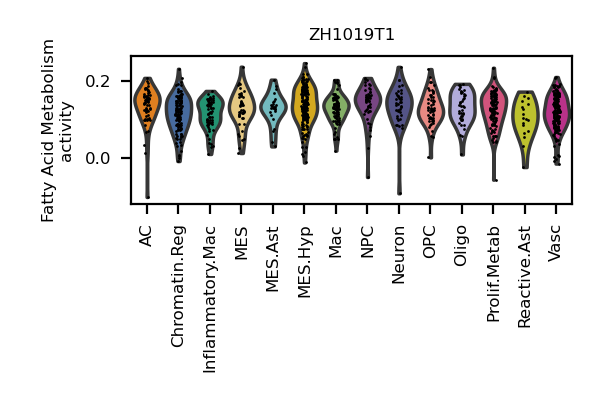 ZH1019T1
Fatty Acid Metabolism
activity
0.2
0.0
AC
Chromatin.Reg
Inflammatory.Mac
MES
MES.Ast
MES.Hyp
Mac
NPC
Neuron
OPC
Oligo
Prolif.Metab
Reactive.Ast
Vasc